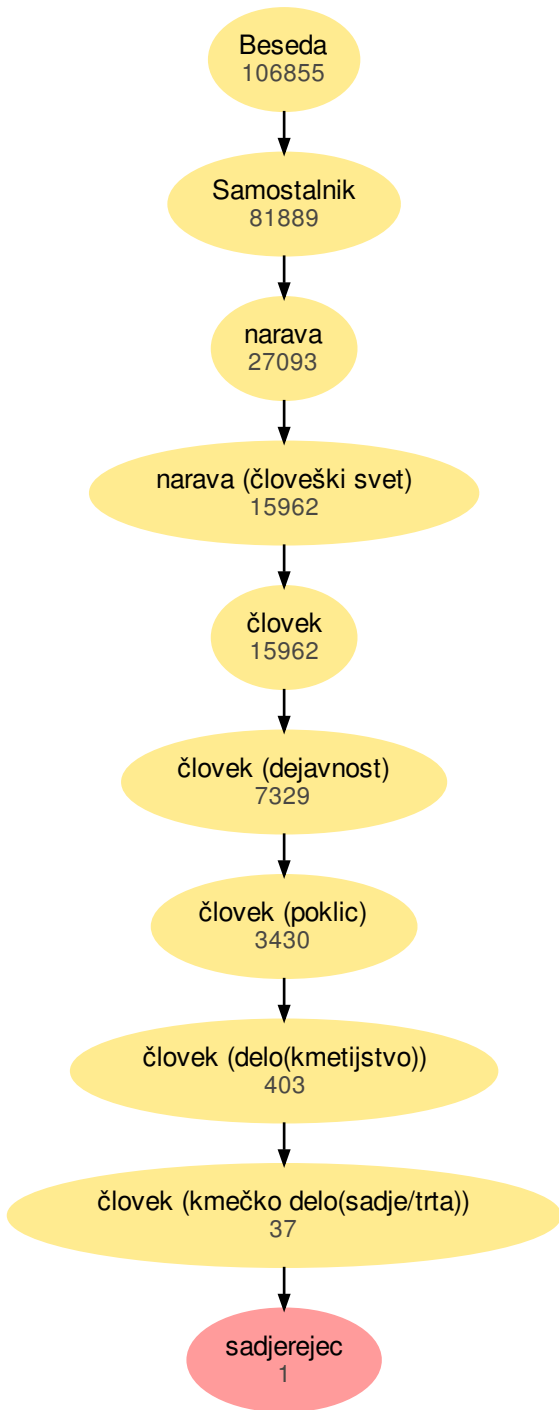 Beseda
106855
Samostalnik
81889
narava
27093
narava (človeški svet)
15962
človek
15962
človek (dejavnost)
7329
človek (poklic)
3430
človek (delo(kmetijstvo))
403
človek (kmečko delo(sadje/trta))
37
sadjerejec
1